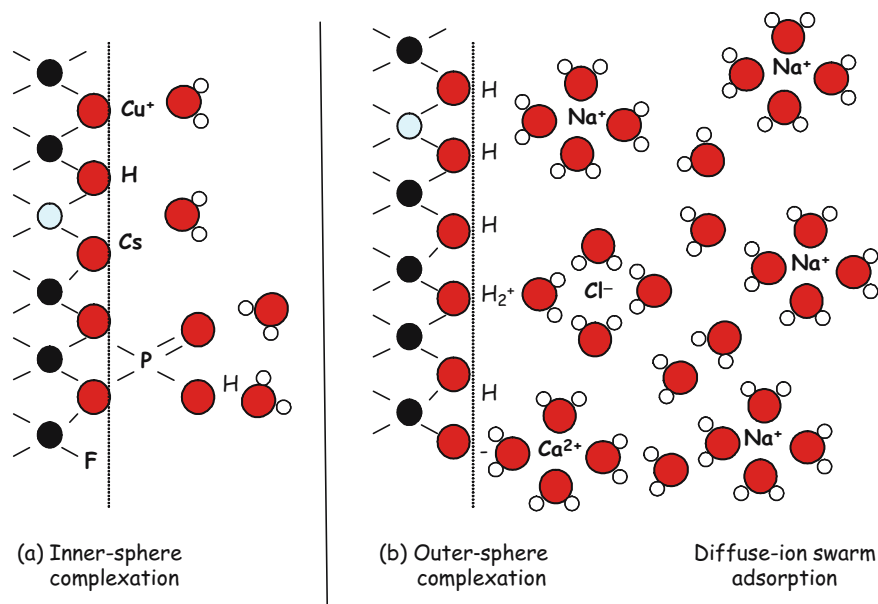 Cu⁺
H
Cs
P
H
F
H
Na⁺
Na⁺
H
H
Na⁺
H₂⁺
Cl⁻
H
Na⁺
-
Ca²⁺
(a) Inner-sphere
complexation
(b) Outer-sphere
complexation
Diffuse-ion swarm
adsorption